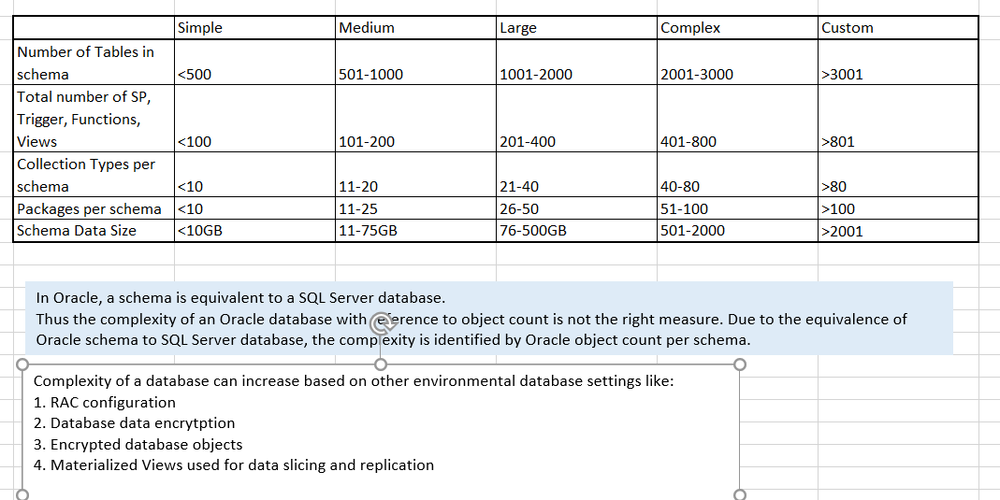 Simple Medium Large Complex Custom
Number of Tables in
schema <500 501-1000 1001-2000 2001-3000 >3001
Total number of SP,
Trigger, Functions,
Views <100 101-200 201-400 401-800 >801
Collection Types per
schema <10 11-20 21-40 40-80 >80
Packages per schema <10 11-25 26-50 51-100 >100
Schema Data Size <10GB 11-75GB 76-500GB 501-2000 >2001
In Oracle, a schema is equivalent to a SQL Server database.
Thus the complexity of an Oracle database with reference to object count is not the right measure. Due to the equivalence of
Oracle schema to SQL Server database, the complexity is identified by Oracle object count per schema.
Complexity of a database can increase based on other environmental database settings like:
1. RAC configuration
2. Database data encrytption
3. Encrypted database objects
4. Materialized Views used for data slicing and replication